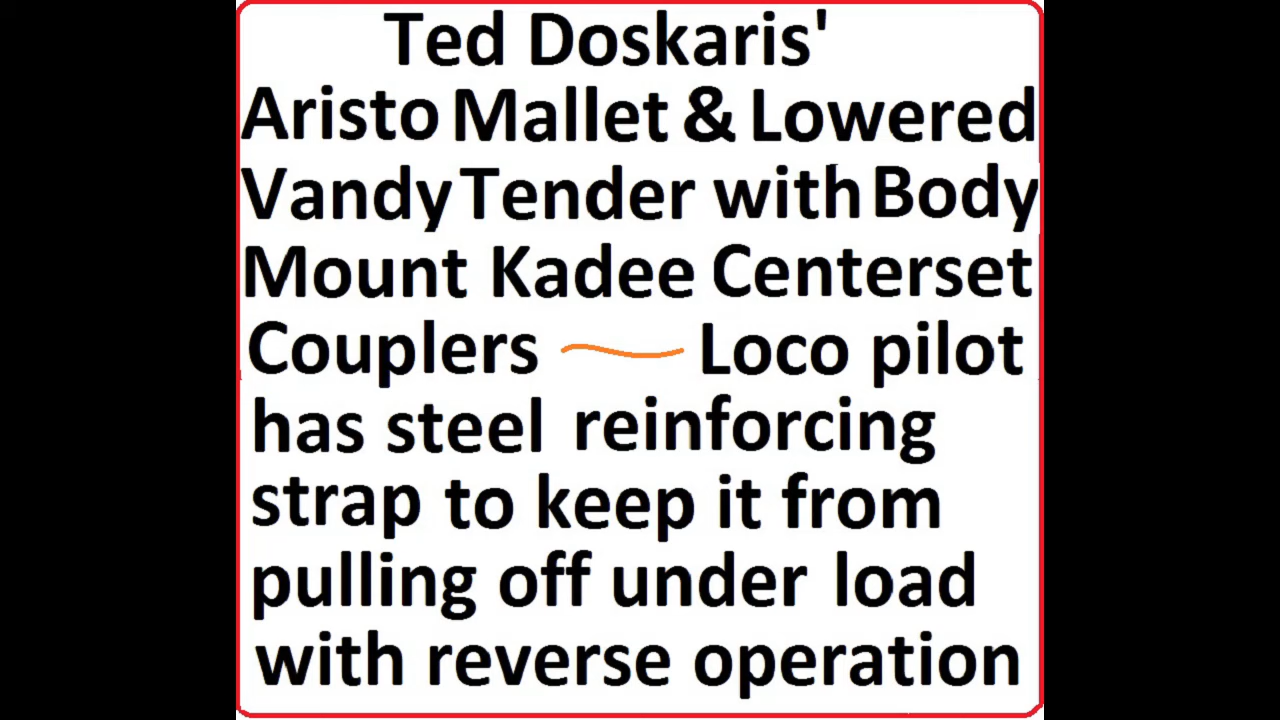 Ted Doskaris'
Aristo Mallet & Lowered
Vandy Tender with Body
Mount Kadee Centerset
Couplers Loco pilot
has steel reinforcing
strap to keep it from
pulling off under load
with reverse operation